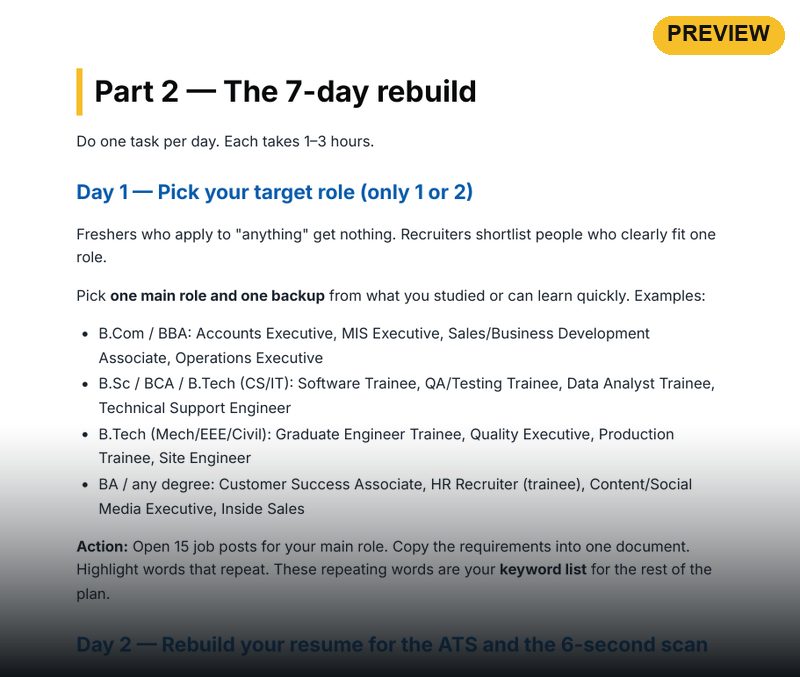 PREVIEW
Part 2 — The 7-day rebuild
Do one task per day. Each takes 1–3 hours.
Day 1 — Pick your target role (only 1 or 2)
Freshers who apply to "anything" get nothing. Recruiters shortlist people who clearly fit one
role.
Pick one main role and one backup from what you studied or can learn quickly. Examples:
• B.Com / BBA: Accounts Executive, MIS Executive, Sales/Business Development
Associate, Operations Executive
• B.Sc / BCA / B.Tech (CS/IT): Software Trainee, QA/Testing Trainee, Data Analyst Trainee,
Technical Support Engineer
• B.Tech (Mech/EEE/Civil): Graduate Engineer Trainee, Quality Executive, Production
Trainee, Site Engineer
• BA / any degree: Customer Success Associate, HR Recruiter (trainee), Content/Social
Media Executive, Inside Sales
Action: Open 15 job posts for your main role. Copy the requirements into one document.
Highlight words that repeat. These repeating words are your keyword list for the rest of the
plan.
Day 2 — Rebuild your resume for the ATS and the 6-second scan